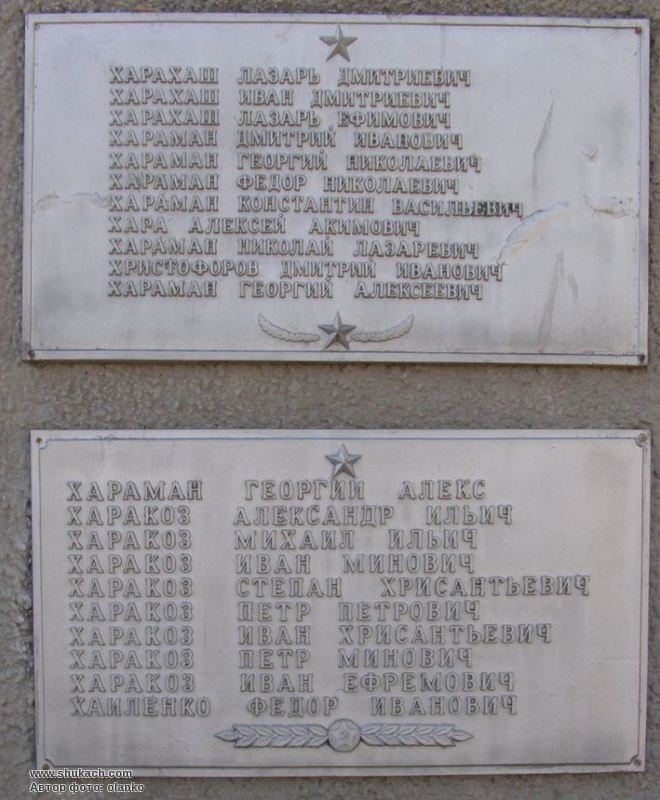 ХАРАХАШ ЛАЗАРЬ ДМИТРИЕВИЧ
ХАРАХАШ ИВАН ДМИТРИЕВИЧ
ХАРАХАШ ЛАЗАРЬ ЕФИМОВИЧ
ХАРАМАН ДМИТРИЙ ИВАНОВИЧ
ХАРАМАН ГЕОРГИЙ НИКОЛАЕВИЧ
ХАРАМАН ФЕДОР НИКОЛАЕВИЧ
ХАРАМАН КОНСТАНТИН ВАСИЛЬЕВИЧ
ХАРА АЛЕКСЕЙ АКИМОВИЧ
ХАРАМАН НИКОЛАЙ ЛАЗАРЕВИЧ
ХРИСТОФОРОВ ДМИТРИЙ ИВАНОВИЧ
ХАРАМАН ГЕОРГИЙ АЛЕКСЕЕВИЧ
ХАРАМАН ГЕОРГИИ АЛЕКС
ХАРАКОЗ АЛЕКСАНДР ИЛЬИЧ
ХАРАКОЗ МИХАИЛ ИЛЬИЧ
ХАРАКОЗ ИВАН МИНОВИЧ
ХАРАКОЗ СТЕПАН ХРИСАНТЬЕВИЧ
ХАРАКОЗ ПЕТР ПЕТРОВИЧ
ХАРАКОЗ ИВАН ХРИСАНТЬЕВИЧ
ХАРАКОЗ ПЕТР МИНОВИЧ
ХАРАКОЗ ИВАН ЕФРЕМОВИЧ
ХАИЛЕНКО ФЕДОР ИВАНОВИЧ
www.shukach.com
Автор фото: olanko